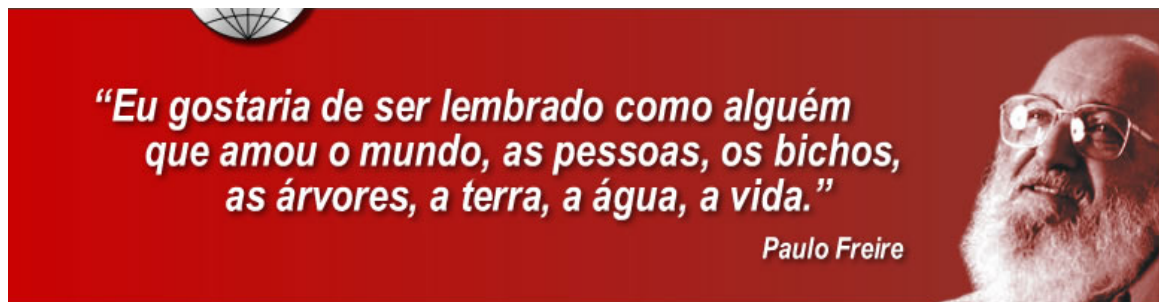 “Eu gostaria de ser lembrado como alguém
que amou o mundo, as pessoas, os bichos,
as árvores, a terra, a água, a vida.”
Paulo Freire